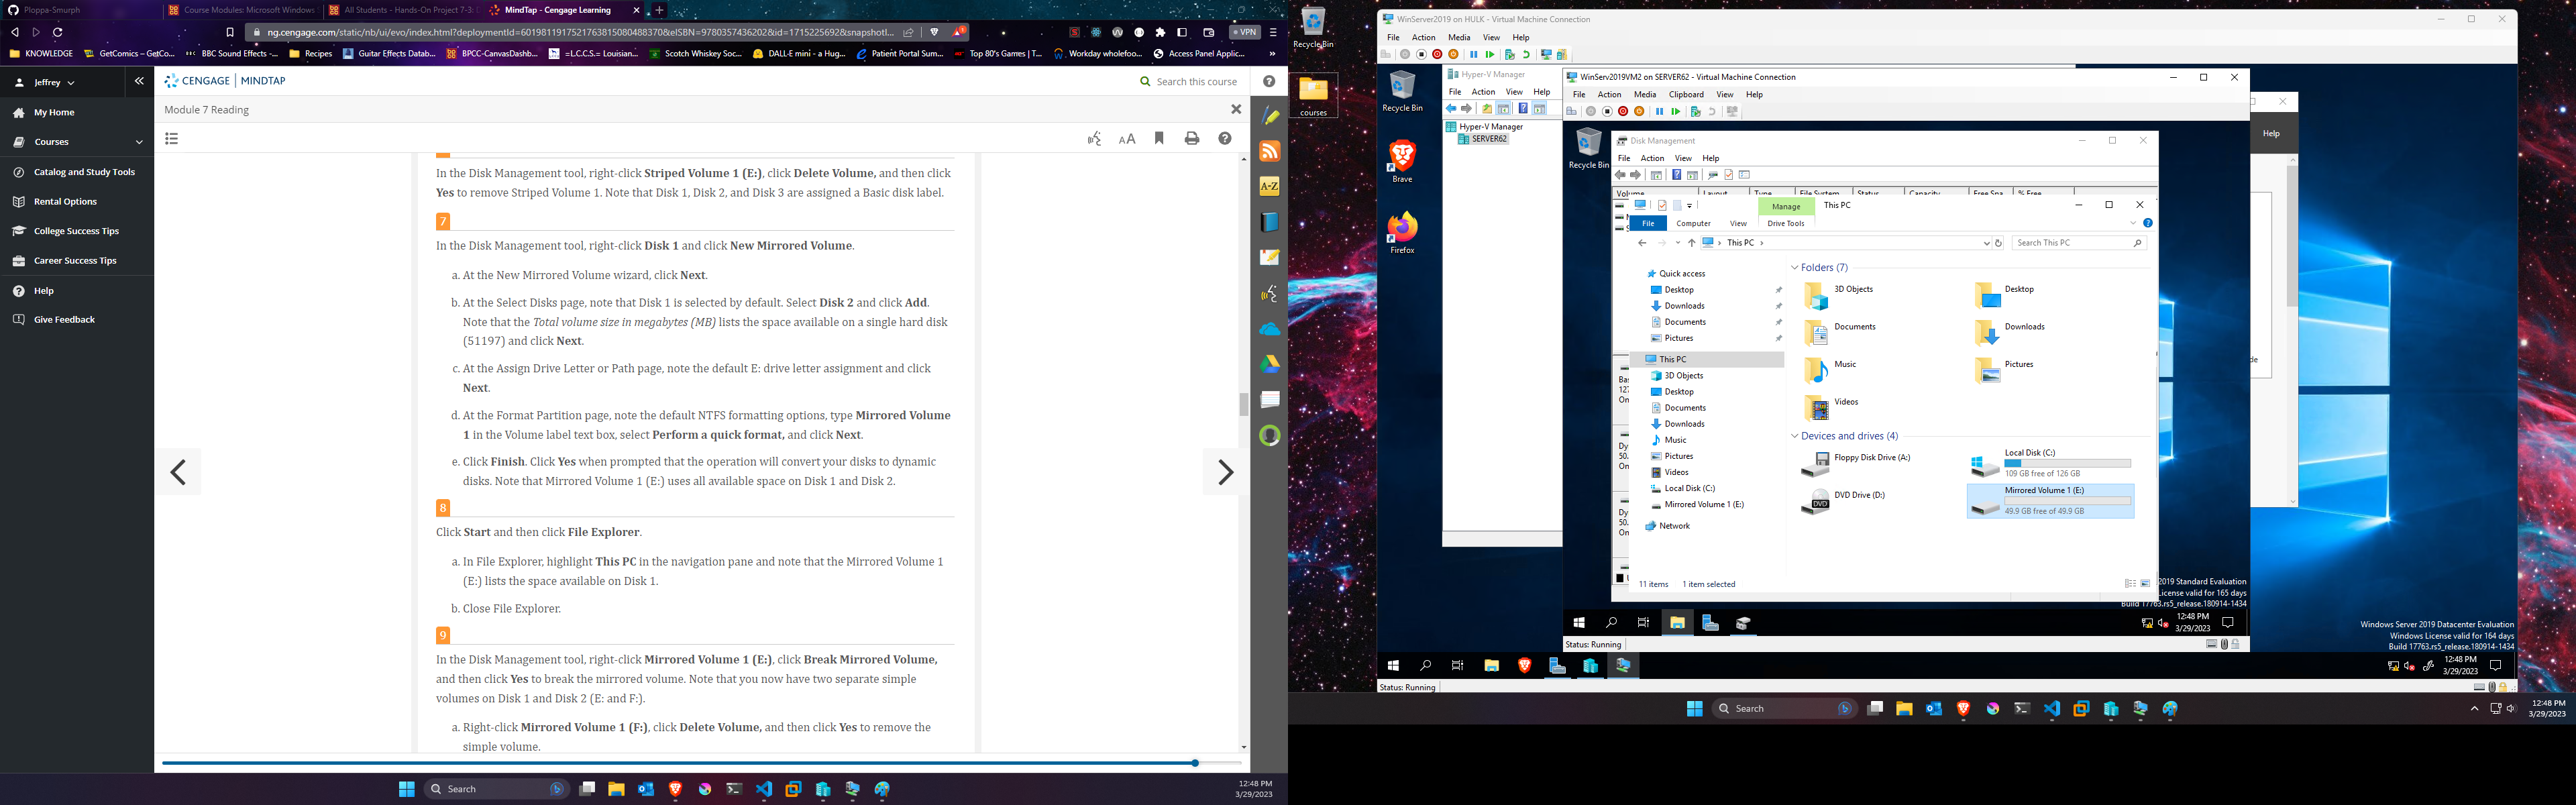 Ploppa-Smurph
Course Modules: Microsoft Windows
All Students - Hands-On Project 7-3:
MindTap - Cengage Learning
ng.cengage.com/static/nb/ui/evo/index.html?deploymentId=6019811917521763815080488370&eISBN=9780357436202&id=1715225692&snapshotI...
VPN
KNOWLEDGE
GetComics – GetCo...
BBC Sound Effects -...
Recipes
Guitar Effects Datab...
BPCC-CanvasDashb...
=L.C.C.S.= Louisian...
Scotch Whiskey Soc...
DALL·E mini - a Hug...
Patient Portal Sum...
Top 80's Games | T...
Workday wholefoo...
Access Panel Applic...
Jeffrey
CENGAGE | MINDTAP
Search this course
My Home
Courses
Catalog and Study Tools
Rental Options
College Success Tips
Career Success Tips
Help
Give Feedback
Module 7 Reading
In the Disk Management tool, right-click Striped Volume 1 (E:), click Delete Volume, and then click
Yes to remove Striped Volume 1. Note that Disk 1, Disk 2, and Disk 3 are assigned a Basic disk label.
7
In the Disk Management tool, right-click Disk 1 and click New Mirrored Volume.
a. At the New Mirrored Volume wizard, click Next.
b. At the Select Disks page, note that Disk 1 is selected by default. Select Disk 2 and click Add.
Note that the Total volume size in megabytes (MB) lists the space available on a single hard disk
(51197) and click Next.
c. At the Assign Drive Letter or Path page, note the default E: drive letter assignment and click
Next.
d. At the Format Partition page, note the default NTFS formatting options, type Mirrored Volume
1 in the Volume label text box, select Perform a quick format, and click Next.
e. Click Finish. Click Yes when prompted that the operation will convert your disks to dynamic
disks. Note that Mirrored Volume 1 (E:) uses all available space on Disk 1 and Disk 2.
8
Click Start and then click File Explorer.
a. In File Explorer, highlight This PC in the navigation pane and note that the Mirrored Volume 1
(E:) lists the space available on Disk 1.
b. Close File Explorer.
9
In the Disk Management tool, right-click Mirrored Volume 1 (E:), click Break Mirrored Volume,
and then click Yes to break the mirrored volume. Note that you now have two separate simple
volumes on Disk 1 and Disk 2 (E: and F:).
a. Right-click Mirrored Volume 1 (F:), click Delete Volume, and then click Yes to remove the
simple volume.
A-Z
Search
12:48 PM
3/29/2023
Recycle Bin
courses
WinServer2019 on HULK - Virtual Machine Connection
File Action Media View Help
Recycle Bin
Brave
Firefox
Hyper-V Manager
File Action View Help
Hyper-V Manager
SERVER62
Help
WinServ2019VM2 on SERVER62 - Virtual Machine Connection
File Action Media Clipboard View Help
Recycle Bin
Disk Management
File Action View Help
Volume Layout Type File System Status Capacity Free Spa... % Free
Manage This PC
File Computer View Drive Tools
This PC
Search This PC
Quick access
Desktop
Downloads
Documents
Pictures
This PC
3D Objects
Desktop
Documents
Downloads
Music
Pictures
Videos
Local Disk (C:)
Mirrored Volume 1 (E:)
Network
Folders (7)
3D Objects
Desktop
Documents
Downloads
Music
Pictures
Videos
Devices and drives (4)
Floppy Disk Drive (A:)
Local Disk (C:)
109 GB free of 126 GB
DVD Drive (D:)
Mirrored Volume 1 (E:)
49.9 GB free of 49.9 GB
11 items 1 item selected
Bas
127
On
Dy
50.
On
Dy
50.
On
2019 Standard Evaluation
License valid for 165 days
Build 17763.rs5_release.180914-1434
12:48 PM
3/29/2023
Status: Running
Windows Server 2019 Datacenter Evaluation
Windows License valid for 164 days
Build 17763.rs5_release.180914-1434
12:48 PM
3/29/2023
Status: Running
Search
12:48 PM
3/29/2023